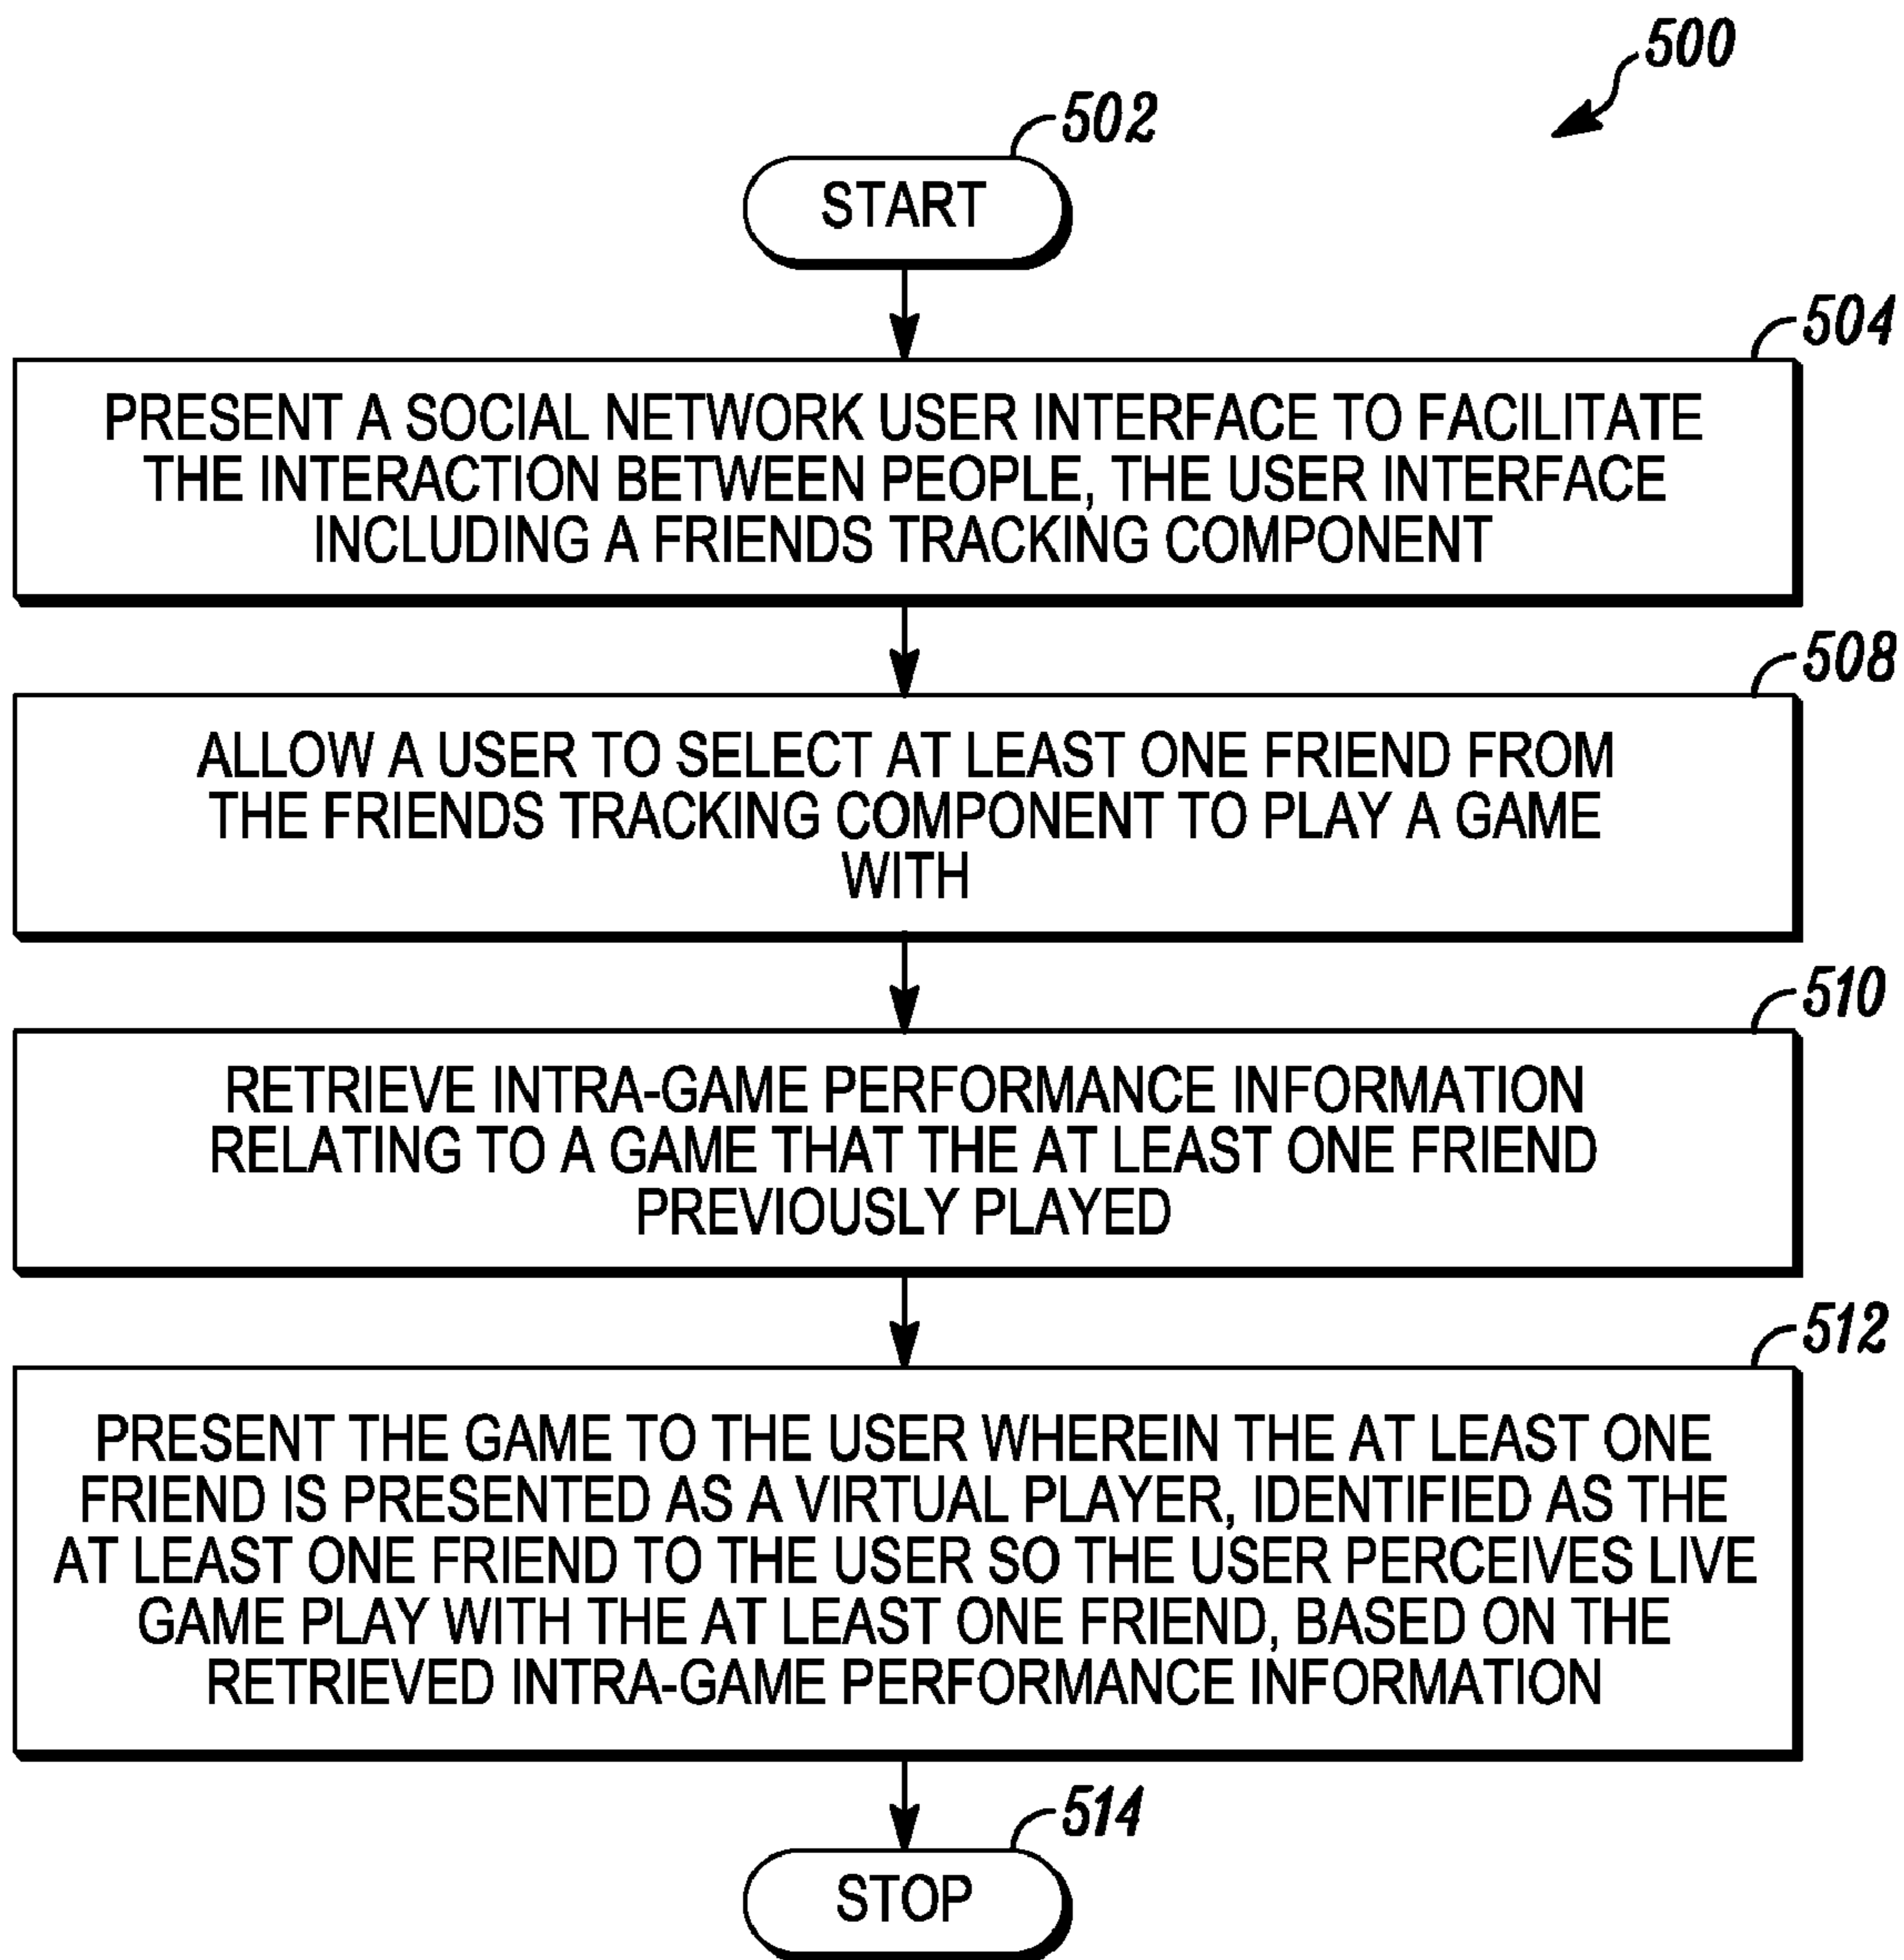 500
502
START
504
PRESENT A SOCIAL NETWORK USER INTERFACE TO FACILITATE
THE INTERACTION BETWEEN PEOPLE, THE USER INTERFACE
INCLUDING A FRIENDS TRACKING COMPONENT
508
ALLOW A USER TO SELECT AT LEAST ONE FRIEND FROM
THE FRIENDS TRACKING COMPONENT TO PLAY A GAME
WITH
510
RETRIEVE INTRA-GAME PERFORMANCE INFORMATION
RELATING TO A GAME THAT THE AT LEAST ONE FRIEND
PREVIOUSLY PLAYED
512
PRESENT THE GAME TO THE USER WHEREIN THE AT LEAST ONE
FRIEND IS PRESENTED AS A VIRTUAL PLAYER, IDENTIFIED AS THE
AT LEAST ONE FRIEND TO THE USER SO THE USER PERCEIVES LIVE
GAME PLAY WITH THE AT LEAST ONE FRIEND, BASED ON THE
RETRIEVED INTRA-GAME PERFORMANCE INFORMATION
514
STOP